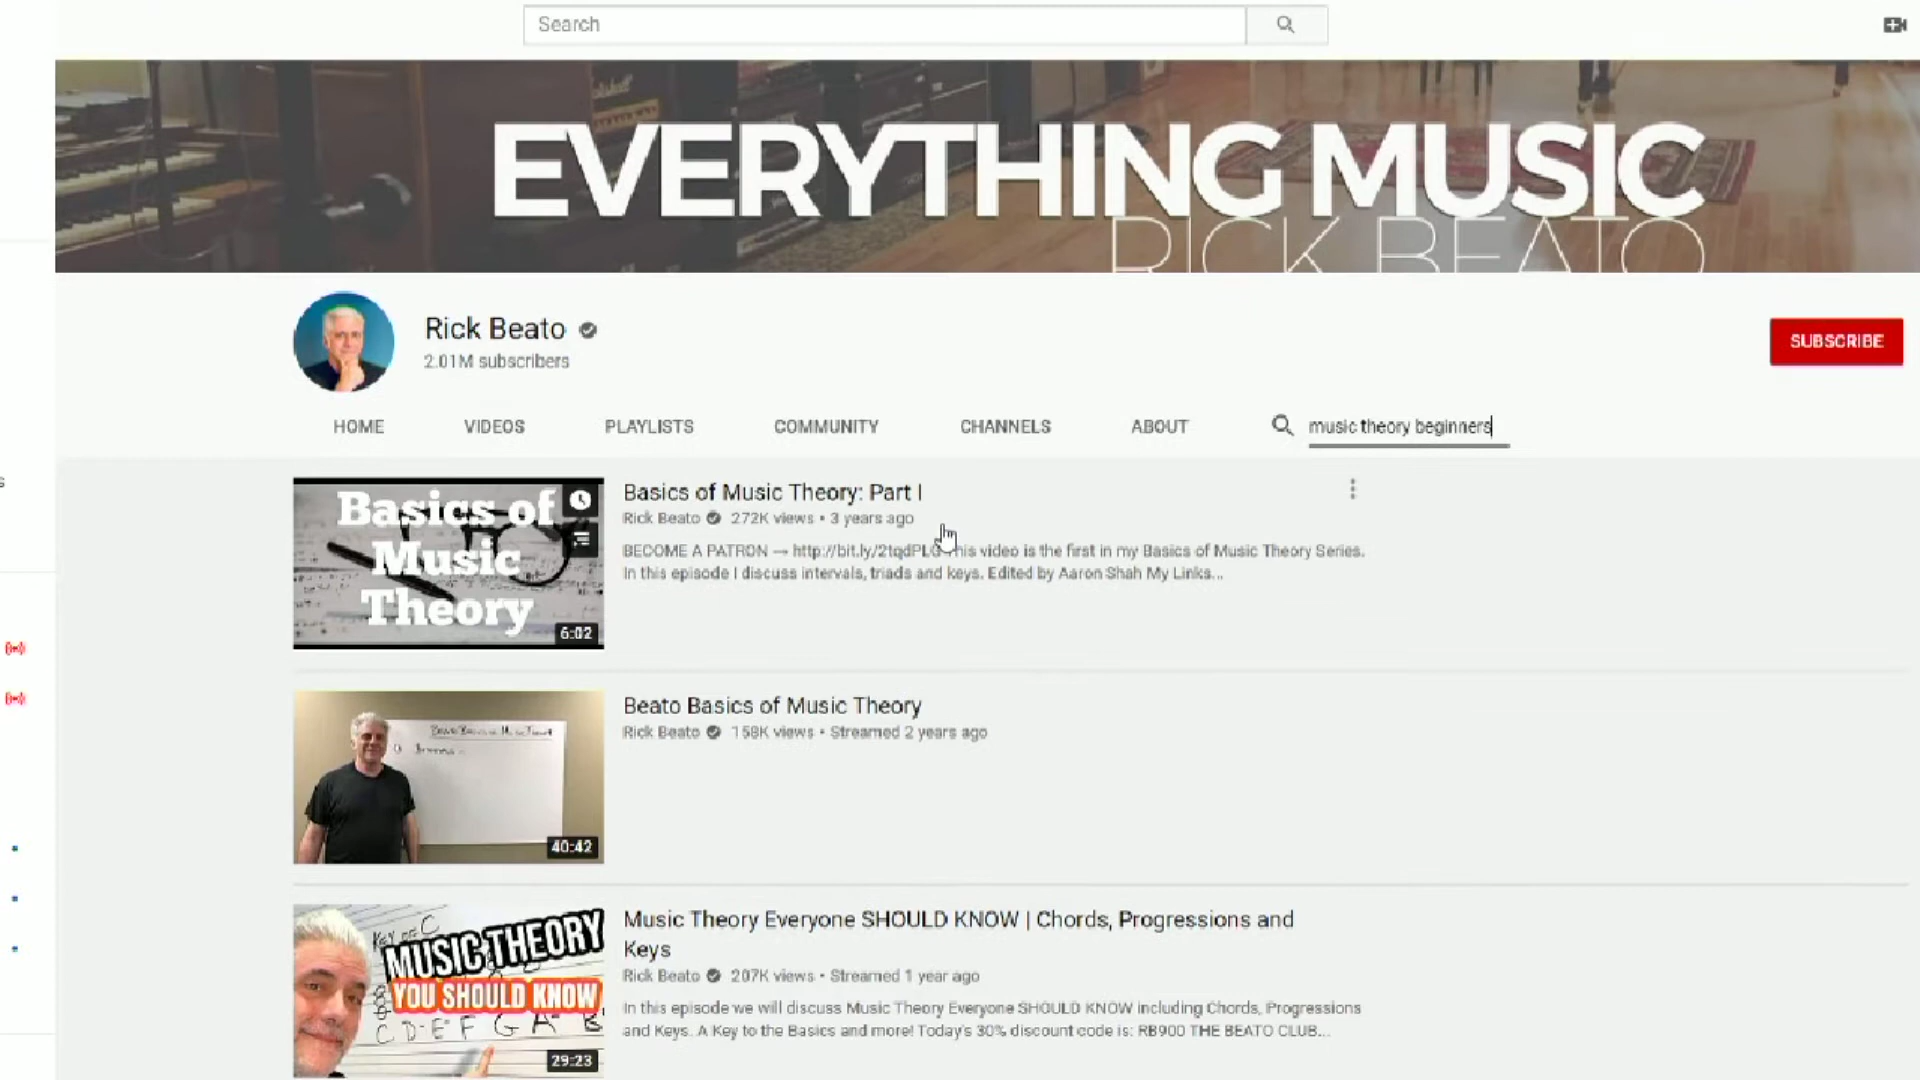 Search
EVERYTHING MUSIC
RICK BEATO
Rick Beato
2.01M subscribers
SUBSCRIBE
HOME
VIDEOS
PLAYLISTS
COMMUNITY
CHANNELS
ABOUT
music theory beginners
Basics of
Music
Theory
6:02
Basics of Music Theory: Part I
Rick Beato 272K views • 3 years ago
BECOME A PATRON → http://bit.ly/2tqdPLG This video is the first in my Basics of Music Theory Series.
In this episode I discuss intervals, triads and keys. Edited by Aaron Shah My Links...
40:42
Beato Basics of Music Theory
Rick Beato 158K views • Streamed 2 years ago
KEY OF C
MUSIC THEORY
YOU SHOULD KNOW
C D-E F G A B
29:23
Music Theory Everyone SHOULD KNOW | Chords, Progressions and
Keys
Rick Beato 207K views • Streamed 1 year ago
In this episode we will discuss Music Theory Everyone SHOULD KNOW including Chords, Progressions
and Keys. A Key to the Basics and more! Today's 30% discount code is: RB900 THE BEATO CLUB...